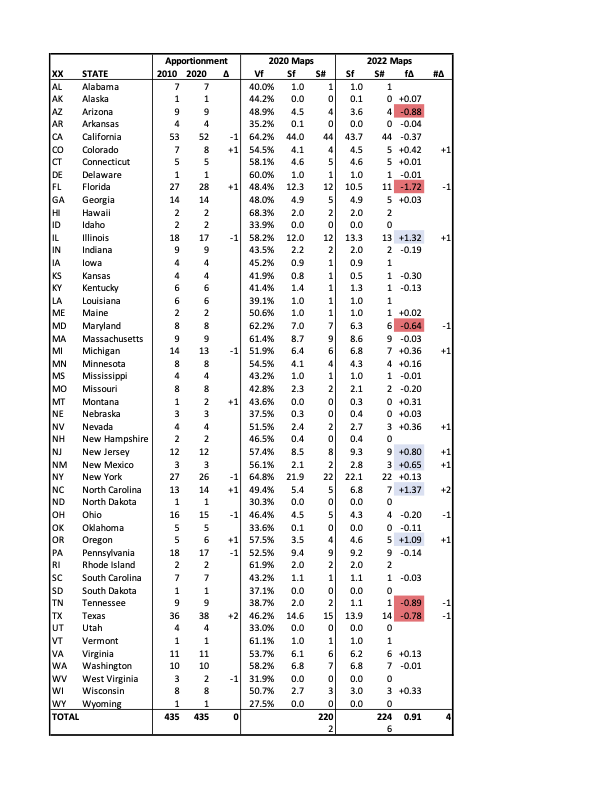 Apportionment 2020 Maps 2022 Maps
XX STATE 2010 2020 Δ Vf Sf S# Sf S# fΔ #Δ
AL Alabama 7 7 40.0% 1.0 1 1.0 1
AK Alaska 1 1 44.2% 0.0 0 0.1 0 +0.07
AZ Arizona 9 9 48.9% 4.5 4 3.6 4 -0.88
AR Arkansas 4 4 35.2% 0.1 0 0.0 0 -0.04
CA California 53 52 -1 64.2% 44.0 44 43.7 44 -0.37
CO Colorado 7 8 +1 54.5% 4.1 4 4.5 5 +0.42 +1
CT Connecticut 5 5 58.1% 4.6 5 4.6 5 +0.01
DE Delaware 1 1 60.0% 1.0 1 1.0 1 -0.01
FL Florida 27 28 +1 48.4% 12.3 12 10.5 11 -1.72 -1
GA Georgia 14 14 48.0% 4.9 5 4.9 5 +0.03
HI Hawaii 2 2 68.3% 2.0 2 2.0 2
ID Idaho 2 2 33.9% 0.0 0 0.0 0
IL Illinois 18 17 -1 58.2% 12.0 12 13.3 13 +1.32 +1
IN Indiana 9 9 43.5% 2.2 2 2.0 2 -0.19
IA Iowa 4 4 45.2% 0.9 1 0.9 1
KS Kansas 4 4 41.9% 0.8 1 0.5 1 -0.30
KY Kentucky 6 6 41.4% 1.4 1 1.3 1 -0.13
LA Louisiana 6 6 39.1% 1.0 1 1.0 1
ME Maine 2 2 50.6% 1.0 1 1.0 1 +0.02
MD Maryland 8 8 62.2% 7.0 7 6.3 6 -0.64 -1
MA Massachusetts 9 9 61.4% 8.7 9 8.6 9 -0.03
MI Michigan 14 13 -1 51.9% 6.4 6 6.8 7 +0.36 +1
MN Minnesota 8 8 54.5% 4.1 4 4.3 4 +0.16
MS Mississippi 4 4 43.2% 1.0 1 1.0 1 -0.01
MO Missouri 8 8 42.8% 2.3 2 2.1 2 -0.20
MT Montana 1 2 +1 43.6% 0.0 0 0.3 0 +0.31
NE Nebraska 3 3 37.5% 0.3 0 0.4 0 +0.03
NV Nevada 4 4 51.5% 2.4 2 2.7 3 +0.36 +1
NH New Hampshire 2 2 46.5% 0.4 0 0.4 0
NJ New Jersey 12 12 57.4% 8.5 8 9.3 9 +0.80 +1
NM New Mexico 3 3 56.1% 2.1 2 2.8 3 +0.65 +1
NY New York 27 26 -1 64.8% 21.9 22 22.1 22 +0.13
NC North Carolina 13 14 +1 49.4% 5.4 5 6.8 7 +1.37 +2
ND North Dakota 1 1 30.3% 0.0 0 0.0 0
OH Ohio 16 15 -1 46.4% 4.5 5 4.3 4 -0.20 -1
OK Oklahoma 5 5 33.6% 0.1 0 0.0 0 -0.11
OR Oregon 5 6 +1 57.5% 3.5 4 4.6 5 +1.09 +1
PA Pennsylvania 18 17 -1 52.5% 9.4 9 9.2 9 -0.14
RI Rhode Island 2 2 61.9% 2.0 2 2.0 2
SC South Carolina 7 7 43.2% 1.1 1 1.1 1 -0.03
SD South Dakota 1 1 37.1% 0.0 0 0.0 0
TN Tennessee 9 9 38.7% 2.0 2 1.1 1 -0.89 -1
TX Texas 36 38 +2 46.2% 14.6 15 13.9 14 -0.78 -1
UT Utah 4 4 33.0% 0.0 0 0.0 0
VT Vermont 1 1 61.1% 1.0 1 1.0 1
VA Virginia 11 11 53.7% 6.1 6 6.2 6 +0.13
WA Washington 10 10 58.2% 6.8 7 6.8 7 -0.01
WV West Virginia 3 2 -1 31.9% 0.0 0 0.0 0
WI Wisconsin 8 8 50.7% 2.7 3 3.0 3 +0.33
WY Wyoming 1 1 27.5% 0.0 0 0.0 0
TOTAL 435 435 0 220 224 0.91 4
2 6